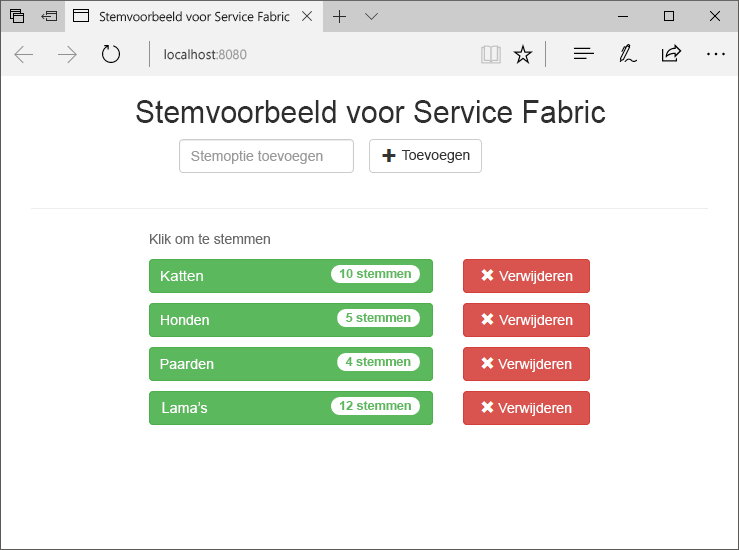 Stemvoorbeeld voor Service Fabric
localhost:8080
Stemvoorbeeld voor Service Fabric
Stemoptie toevoegen
Toevoegen
Klik om te stemmen
Katten 10 stemmen Verwijderen
Honden 5 stemmen Verwijderen
Paarden 4 stemmen Verwijderen
Lama’s 12 stemmen Verwijderen